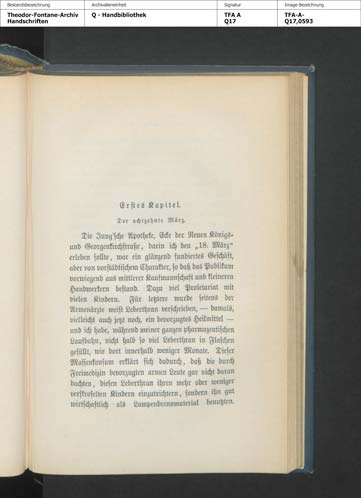 Bestandsbezeichnung
Archivalieneinheit
Signatur
Image-Bezeichnung
Theodor-Fontane-Archiv
Handschriften
Q - Handbibliothek
TFA A
Q17
TFA-A-
Q17,0593
Erstes Kapitel.
Der achtzehnte März.
Die Jung'sche Apotheke, Ecke der Neuen Königs-
und Georgenkirchstraße, darin ich den „18. März“
erleben sollte, war ein glänzend fundiertes Geschäft,
aber von vorstädtischem Charakter, so daß das Publikum
vorwiegend aus mittlerer Kaufmannschaft und kleineren
Handwerkern bestand. Dazu viel Proletariat mit
vielen Kindern. Für letztere wurde seitens der
Armenärzte meist Leberthran verschrieben, — damals,
vielleicht auch jetzt noch, ein bevorzugtes Heilmittel —
und ich habe, während meiner ganzen pharmazeutischen
Laufbahn, nicht halb so viel Leberthran in Flaschen
gefüllt, wie dort innerhalb weniger Monate. Dieser
Massenkonsum erklärt sich dadurch, daß die durch
Freimedizin bevorzugten armen Leute gar nicht daran
dachten, diesen Leberthran ihren mehr oder weniger
verskrofelten Kindern einzutrichtern, sondern ihn gut
wirtschaftlich als Lampenbrennmaterial benutzten.